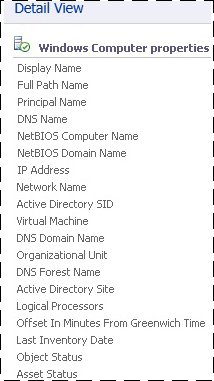 Detail View
Windows Computer properties
Display Name
Full Path Name
Principal Name
DNS Name
NetBIOS Computer Name
NetBIOS Domain Name
IP Address
Network Name
Active Directory SID
Virtual Machine
DNS Domain Name
Organizational Unit
DNS Forest Name
Active Directory Site
Logical Processors
Offset In Minutes From Greenwich Time
Last Inventory Date
Object Status
Asset Status